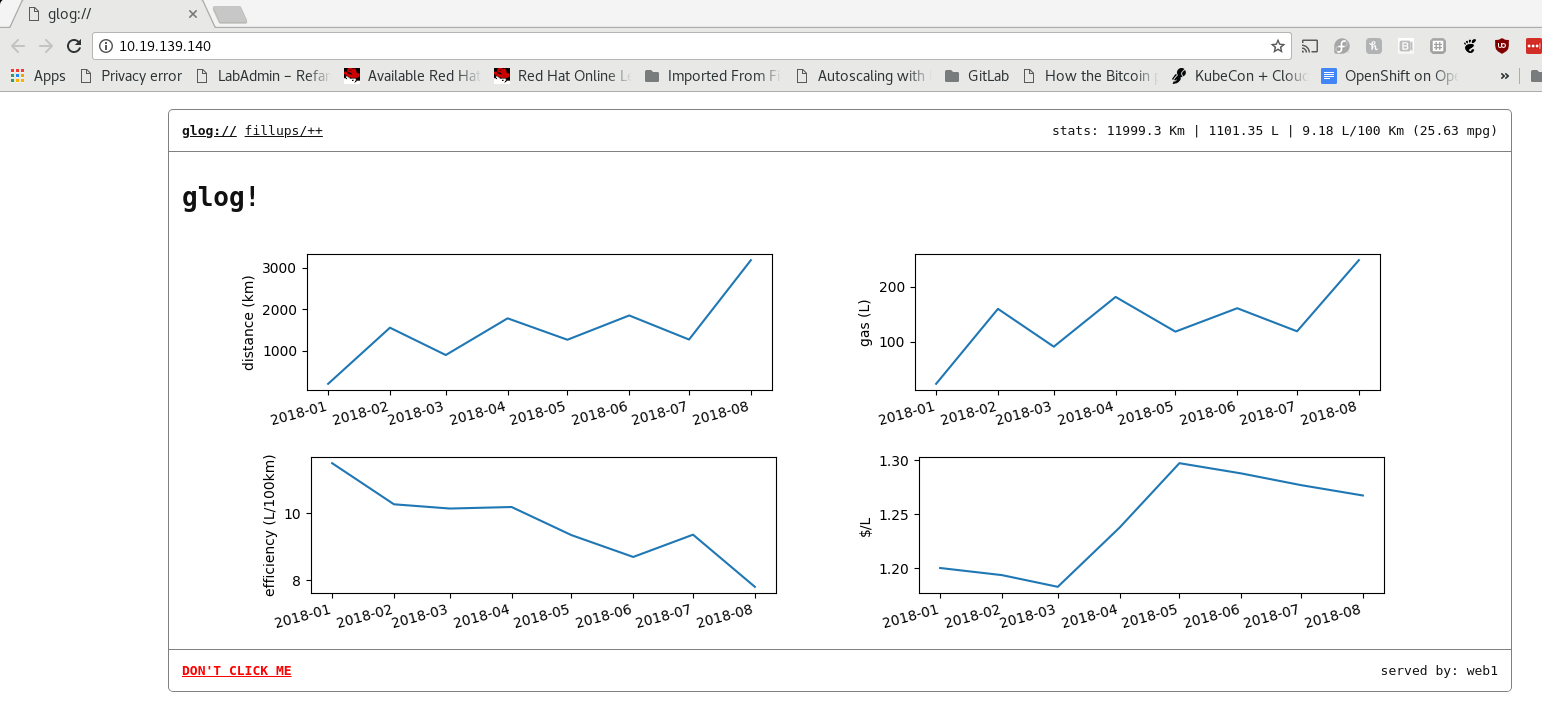 glog://
10.19.139.140
Apps Privacy error LabAdmin – Refar Available Red Hat Red Hat Online Le Imported From Fi Autoscaling with GitLab How the Bitcoin KubeCon + Clouc OpenShift on Ope »
glog:// fillups/++ stats: 11999.3 Km | 1101.35 L | 9.18 L/100 Km (25.63 mpg)
glog!
distance (km)
3000
2000
1000
2018-01 2018-02 2018-03 2018-04 2018-05 2018-06 2018-07 2018-08
gas (L)
200
100
2018-01 2018-02 2018-03 2018-04 2018-05 2018-06 2018-07 2018-08
efficiency (L/100km)
10
8
2018-01 2018-02 2018-03 2018-04 2018-05 2018-06 2018-07 2018-08
$/L
1.30
1.25
1.20
2018-01 2018-02 2018-03 2018-04 2018-05 2018-06 2018-07 2018-08
DON'T CLICK ME served by: web1